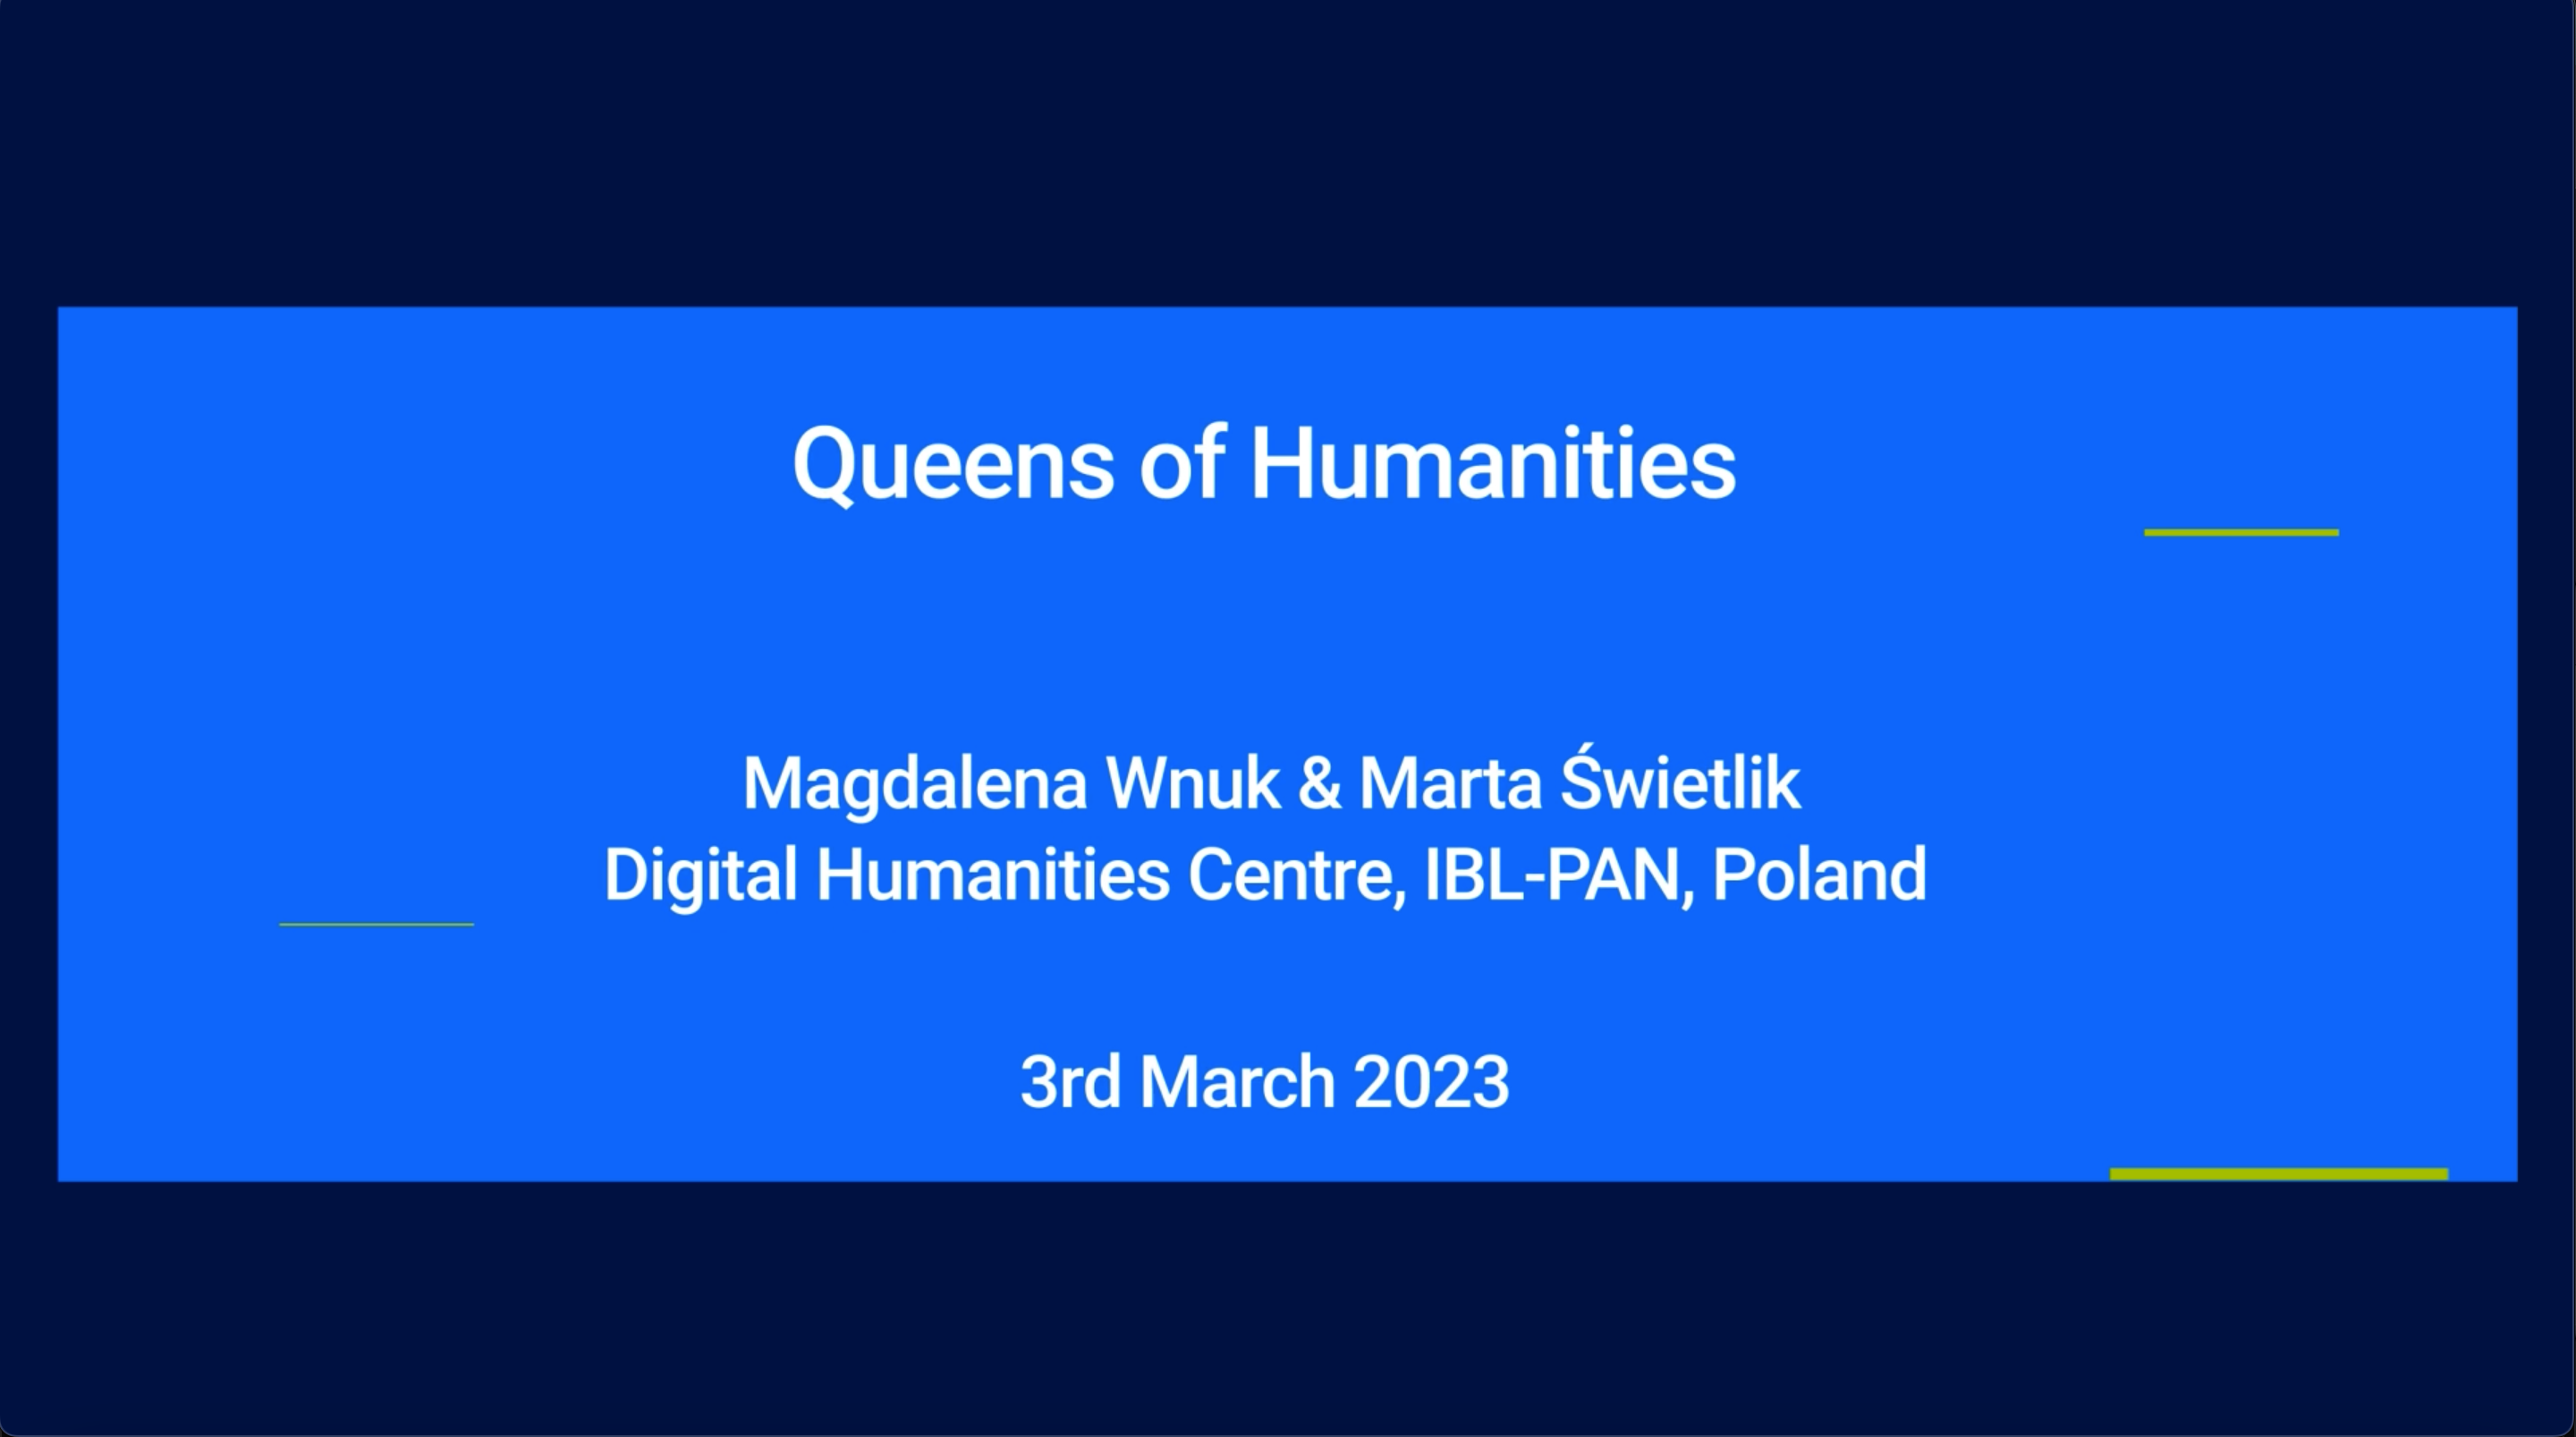 Queens of Humanities
Magdalena Wnuk & Marta Świetlik
Digital Humanities Centre, IBL-PAN, Poland
3rd March 2023